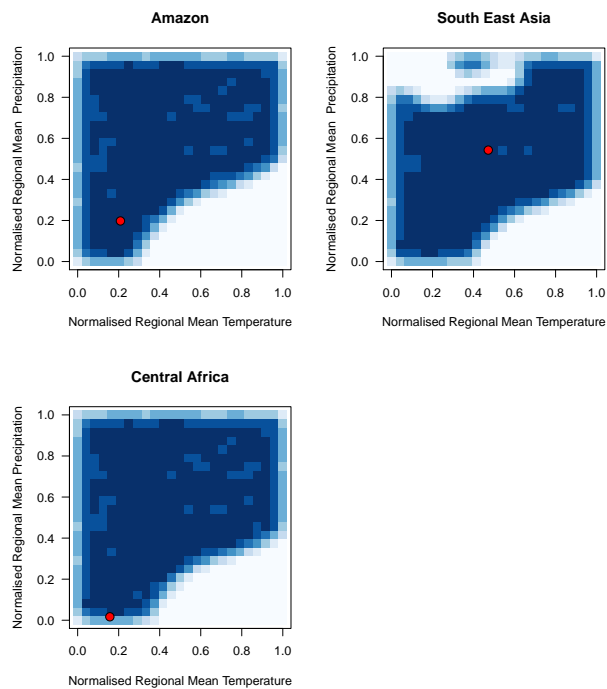 Amazon
Normalised Regional Mean Precipitation
1.0
0.8
0.6
0.4
0.2
0.0
0.0 0.2 0.4 0.6 0.8 1.0
Normalised Regional Mean Temperature
South East Asia
Normalised Regional Mean Precipitation
1.0
0.8
0.6
0.4
0.2
0.0
0.0 0.2 0.4 0.6 0.8 1.0
Normalised Regional Mean Temperature
Central Africa
Normalised Regional Mean Precipitation
1.0
0.8
0.6
0.4
0.2
0.0
0.0 0.2 0.4 0.6 0.8 1.0
Normalised Regional Mean Temperature